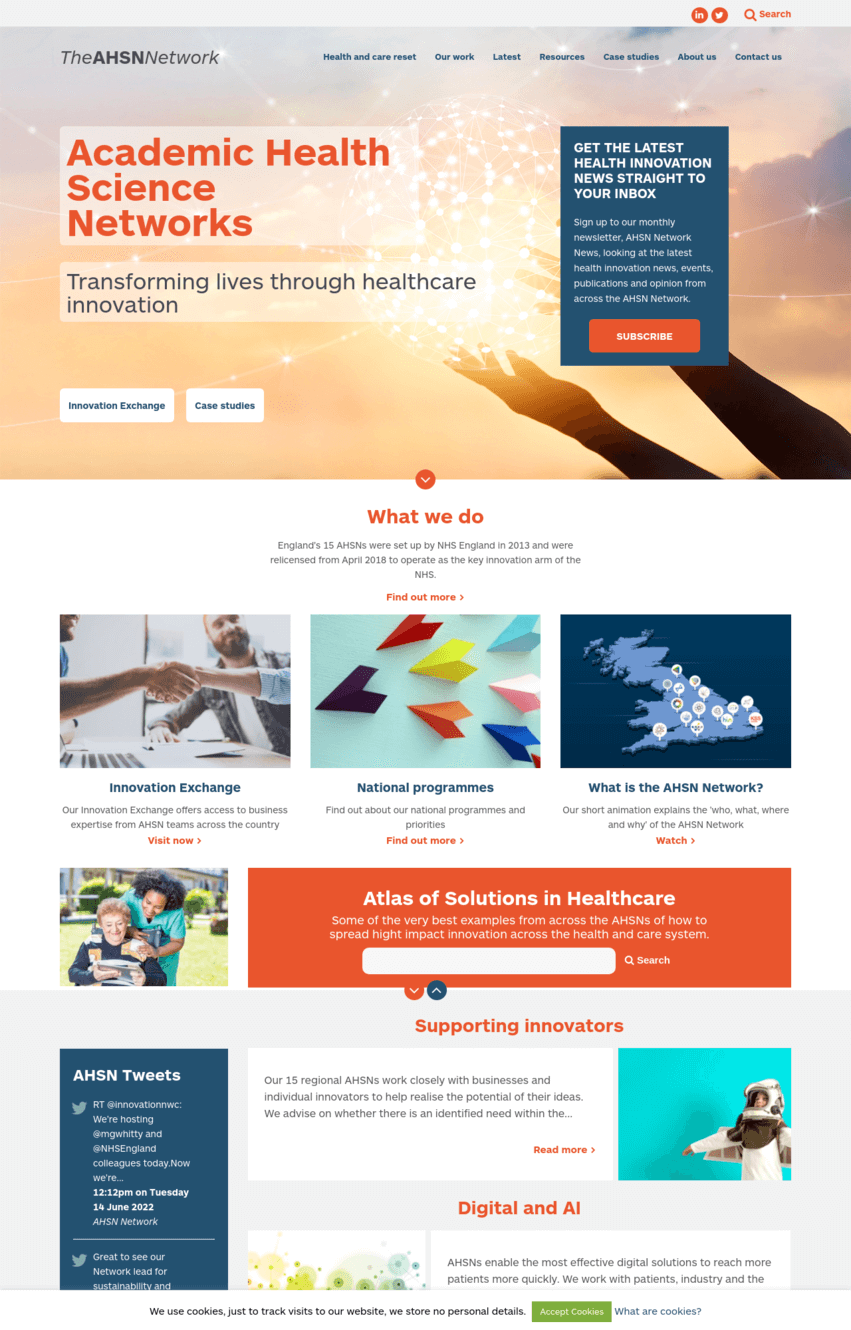 Search
TheAHSNNetwork
Health and care reset
Our work
Latest
Resources
Case studies
About us
Contact us
Academic Health
Science
Networks
Transforming lives through healthcare
innovation
Innovation Exchange
Case studies
GET THE LATEST
HEALTH INNOVATION
NEWS STRAIGHT TO
YOUR INBOX
Sign up to our monthly
newsletter, AHSN Network
News, looking at the latest
health innovation news, events,
publications and opinion from
across the AHSN Network.
SUBSCRIBE
What we do
England's 15 AHSNs were set up by NHS England in 2013 and were
relicensed from April 2018 to operate as the key innovation arm of the
NHS.
Find out more >
Innovation Exchange
Our Innovation Exchange offers access to business
expertise from AHSN teams across the country
Visit now >
National programmes
Find out about our national programmes and
priorities
Find out more >
What is the AHSN Network?
Our short animation explains the 'who, what, where
and why' of the AHSN Network
Watch >
Atlas of Solutions in Healthcare
Some of the very best examples from across the AHSNs of how to
spread hight impact innovation across the health and care system.
Search
AHSN Tweets
RT @innovationnwc:
We're hosting
@mgwhitty and
@NHSEngland
colleagues today.Now
we're...
12:12pm on Tuesday
14 June 2022
AHSN Network
Great to see our
Network lead for
sustainability and
Supporting innovators
Our 15 regional AHSNs work closely with businesses and
individual innovators to help realise the potential of their ideas.
We advise on whether there is an identified need within the...
Read more >
Digital and AI
AHSNs enable the most effective digital solutions to reach more
patients more quickly. We work with patients, industry and the
We use cookies, just to track visits to our website, we store no personal details.
Accept Cookies
What are cookies?